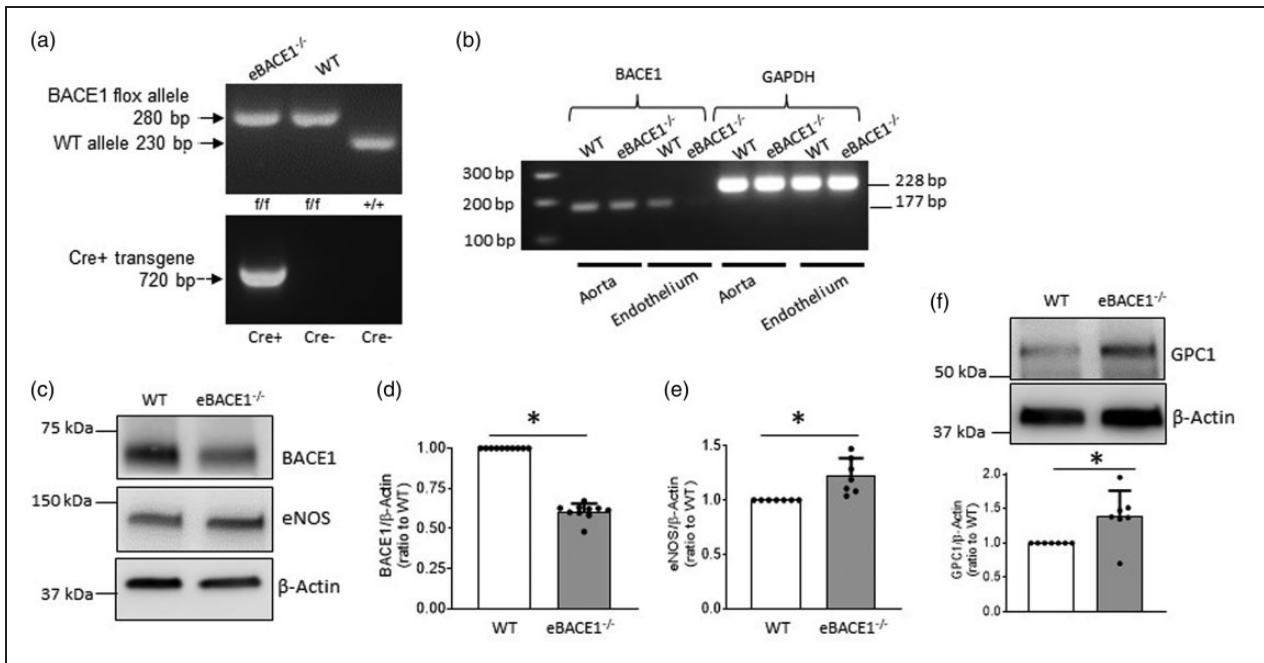 (a)
eBACE1-/-
WT
BACE1 flox allele
280 bp
WT allele 230 bp
f/f f/f +/+
Cre+ transgene
720 bp
Cre+ Cre- Cre-
(b)
BACE1 GAPDH
WT eBACE1-/- WT eBACE1-/- WT eBACE1-/- WT eBACE1-/-
300 bp
200 bp
100 bp
228 bp
177 bp
Aorta Endothelium Aorta Endothelium
(c)
WT eBACE1-/-
75 kDa
BACE1
150 kDa
eNOS
β-Actin
37 kDa
(d)
*
BACE1/β-Actin
(ratio to WT)
1.00
0.75
0.50
0.25
0.00
WT eBACE1-/-
(e)
*
eNOS/β-Actin
(ratio to WT)
1.5
1.0
0.5
0.0
WT eBACE1-/-
(f)
WT eBACE1-/-
GPC1
50 kDa
β-Actin
37 kDa
*
GPC1/β-Actin
(ratio to WT)
2.0
1.5
1.0
0.5
0.0
WT eBACE1-/-